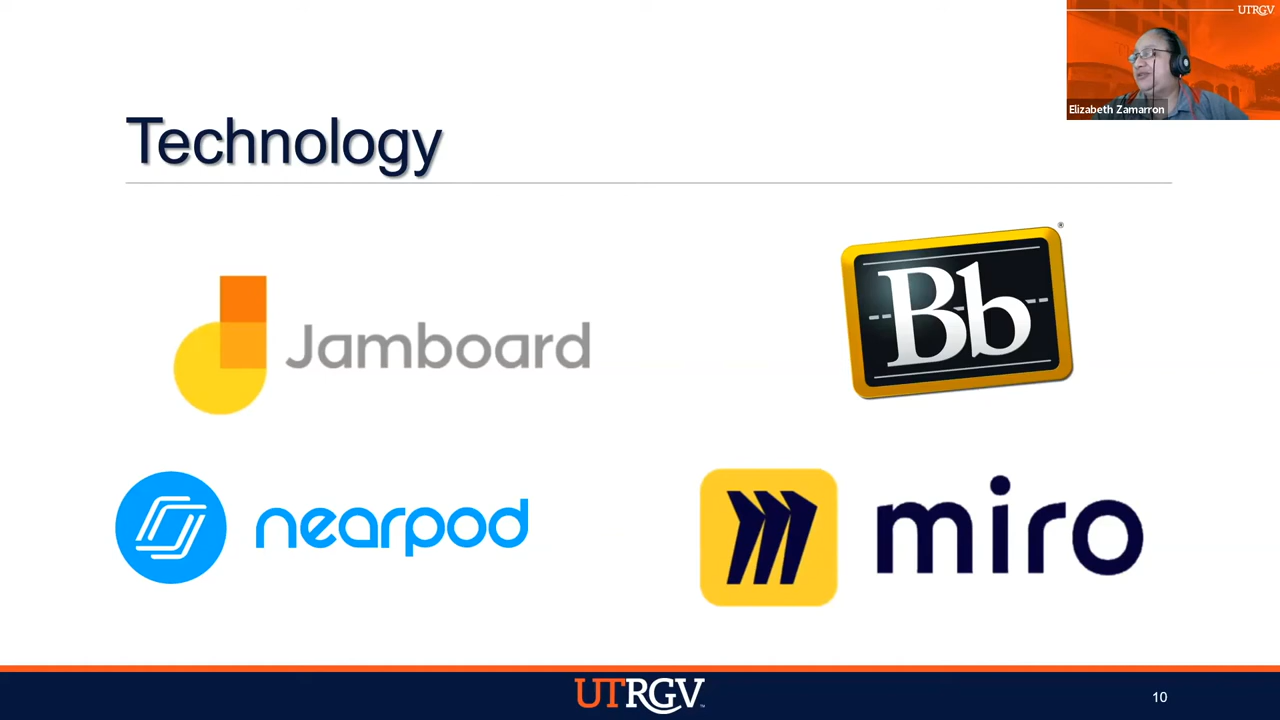 UTRGV
Elizabeth Zamarron
Technology
Jamboard
Bb
®
nearpod
miro
UTRGV
10